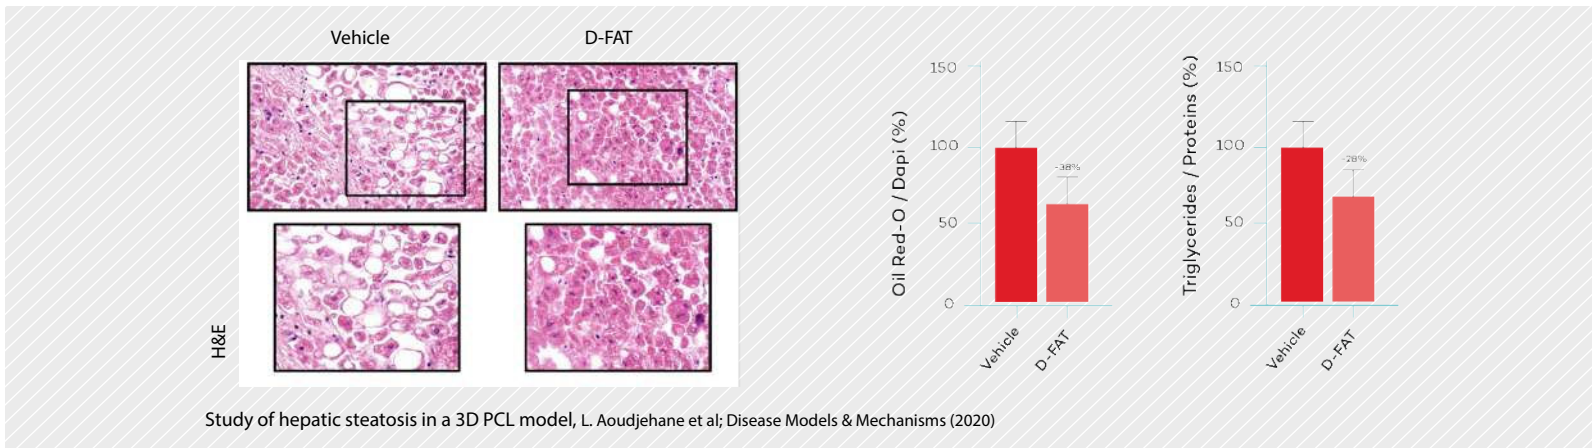 Vehicle
D-FAT
H&E
Oil Red-O / Dapi (%)
150
100
50
0
-38%
Vehicle
D-FAT
Triglycerides / Proteins (%)
150
100
50
0
-28%
Vehicle
D-FAT
Study of hepatic steatosis in a 3D PCL model, L. Aoudjehane et al; Disease Models & Mechanisms (2020)